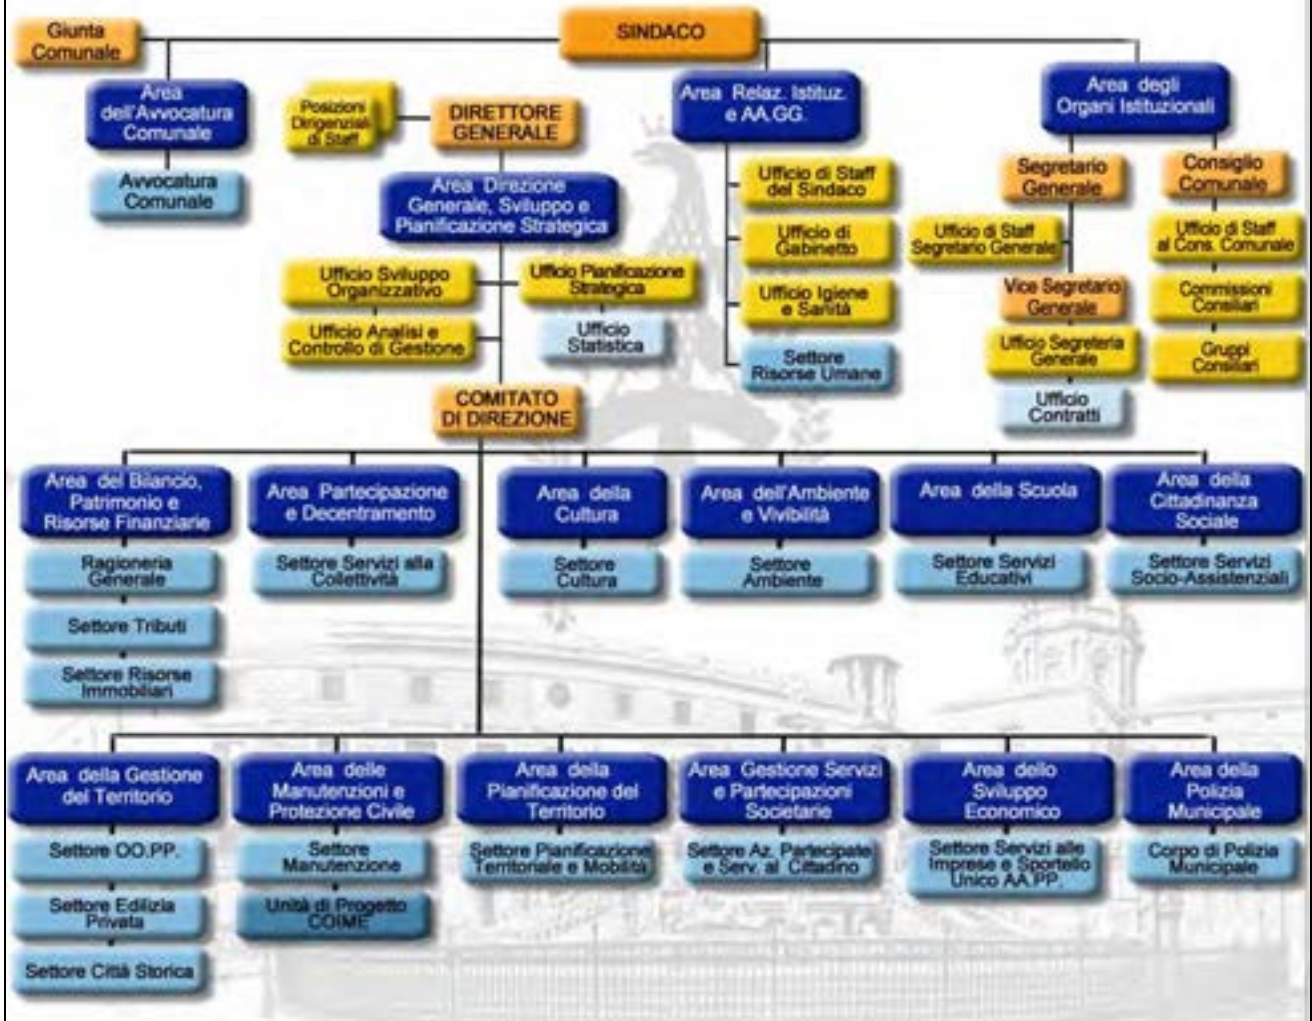 Giunta
Comunale
SINDACO
Area
dell'Avvocatura
Comunale
Avvocatura
Comunale
Posizioni
Dirigenziali
di Staff
DIRETTORE
GENERALE
Area Direzione
Generale, Sviluppo e
Pianificazione Strategica
Ufficio Sviluppo
Organizzativo
Ufficio Pianificazione
Strategica
Ufficio Analisi e
Controllo di Gestione
Ufficio
Statistica
COMITATO
DI DIREZIONE
Area Relaz. Istituz.
e AA.GG.
Ufficio di Staff
del Sindaco
Ufficio di
Gabinetto
Ufficio Igiene
e Sanità
Settore
Risorse Umane
Area degli
Organi Istituzionali
Segretario
Generale
Ufficio di Staff
Segretario Generale
Vice Segretario
Generale
Ufficio Segreteria
Generale
Ufficio
Contratti
Consiglio
Comunale
Ufficio di Staff
al Cons. Comunale
Commissioni
Consiliari
Gruppi
Consiliari
Area del Bilancio,
Patrimonio e
Risorse Finanziarie
Ragioneria
Generale
Settore Tributi
Settore Risorse
Immobiliari
Area Partecipazione
e Decentramento
Settore Servizi alla
Collettività
Area della
Cultura
Settore
Cultura
Area dell'Ambiente
e Vivibilità
Settore
Ambiente
Area della Scuola
Settore Servizi
Educativi
Area della
Cittadinanza
Sociale
Settore Servizi
Socio-Assistenziali
Area della Gestione
del Territorio
Settore OO.PP.
Settore Edilizia
Privata
Settore Città Storica
Area delle
Manutenzioni e
Protezione Civile
Settore
Manutenzione
Unità di Progetto
COIME
Area della
Pianificazione del
Territorio
Settore Pianificazione
Territoriale e Mobilità
Area Gestione Servizi
e Partecipazioni
Societarie
Settore Az. Partecipate
e Serv. al Cittadino
Area dello
Sviluppo
Economico
Settore Servizi alle
Imprese e Sportello
Unico AA.PP.
Area della
Polizia
Municipale
Corpo di Polizia
Municipale